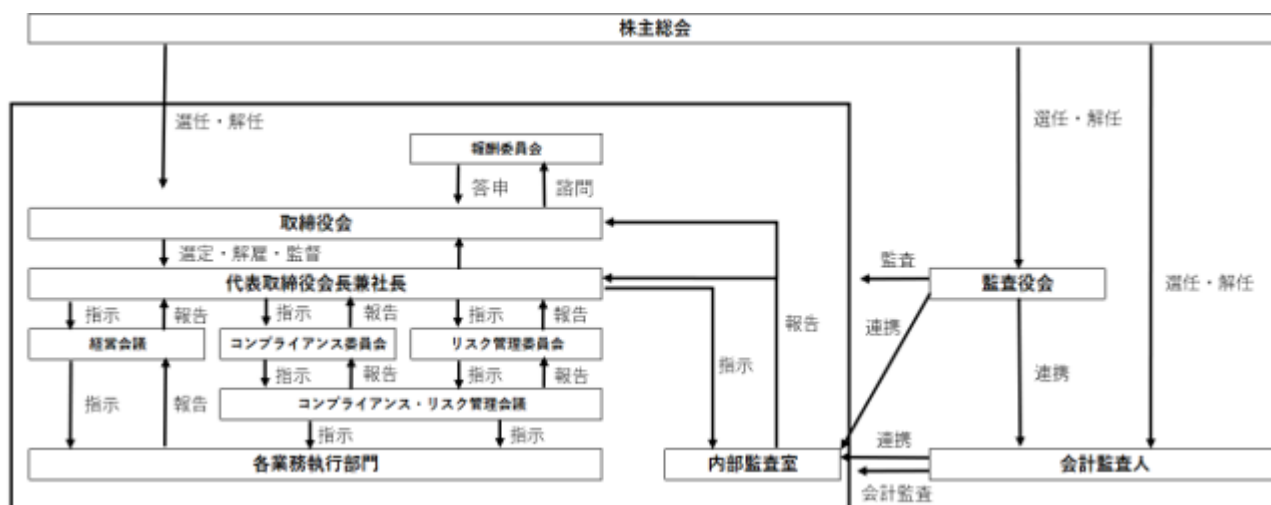 株主総会
選任・解任
選任・解任
選任・解任
報酬委員会
答申
諮問
取締役会
選定・解雇・監督
代表取締役会長兼社長
監査
監査役会
指示
報告
指示
報告
指示
報告
経営会議
コンプライアンス委員会
リスク管理委員会
指示
報告
指示
報告
指示
報告
コンプライアンス・リスク管理会議
指示
指示
指示
報告
連携
連携
各業務執行部門
内部監査室
連携
会計監査人
会計監査